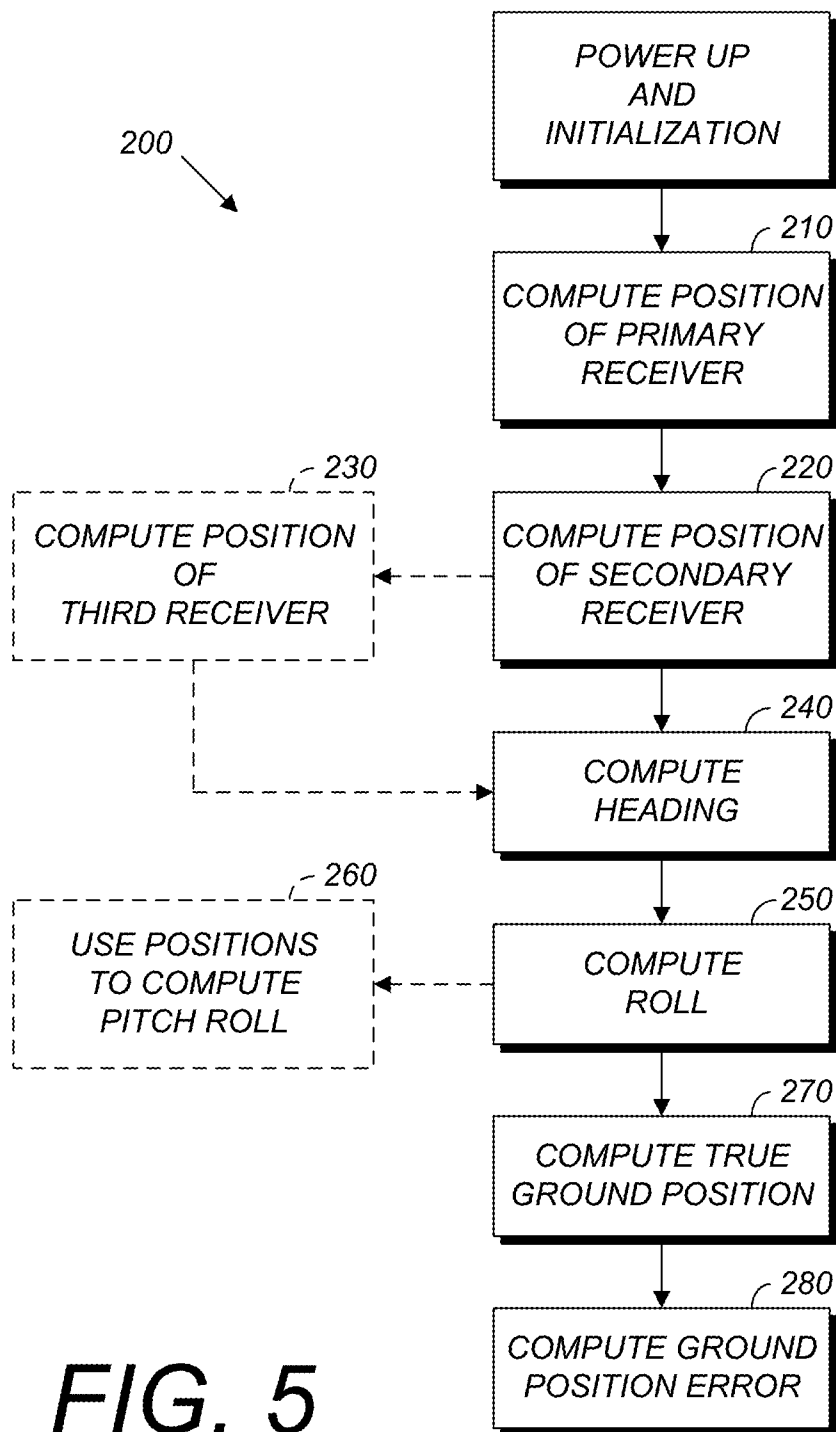 POWER UP
AND
INITIALIZATION
200
210
COMPUTE POSITION
OF PRIMARY
RECEIVER
230
COMPUTE POSITION
OF
THIRD RECEIVER
220
COMPUTE POSITION
OF SECONDARY
RECEIVER
240
COMPUTE
HEADING
260
USE POSITIONS
TO COMPUTE
PITCH ROLL
250
COMPUTE
ROLL
270
COMPUTE TRUE
GROUND POSITION
280
COMPUTE GROUND
POSITION ERROR
FIG. 5